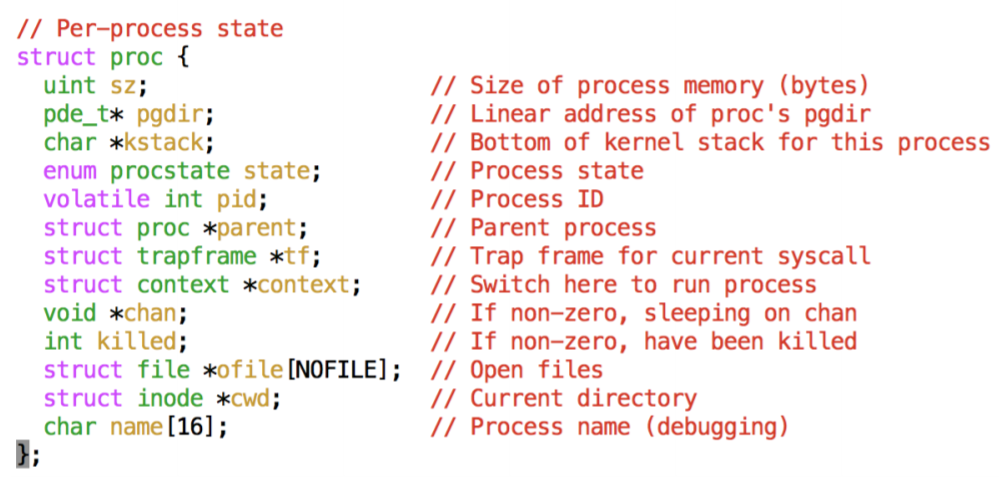 // Per-process state
struct proc {
  uint sz;                     // Size of process memory (bytes)
  pde_t* pgdir;                // Linear address of proc's pgdir
  char *kstack;                // Bottom of kernel stack for this process
  enum procstate state;        // Process state
  volatile int pid;            // Process ID
  struct proc *parent;         // Parent process
  struct trapframe *tf;        // Trap frame for current syscall
  struct context *context;     // Switch here to run process
  void *chan;                  // If non-zero, sleeping on chan
  int killed;                  // If non-zero, have been killed
  struct file *ofile[NOFILE];  // Open files
  struct inode *cwd;           // Current directory
  char name[16];               // Process name (debugging)
};